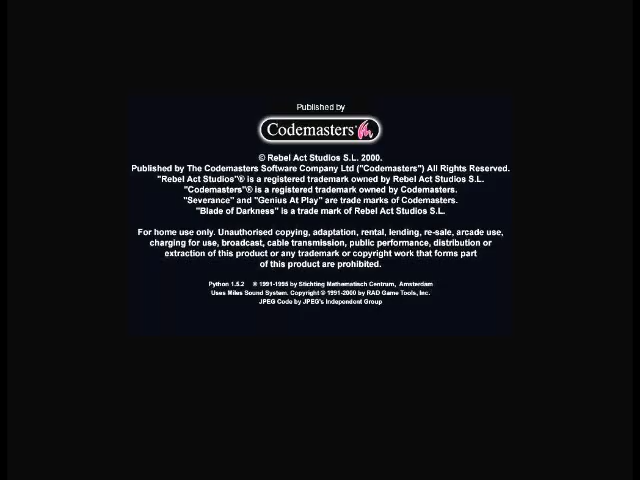 Published by
Codemasters®
© Rebel Act Studios S.L. 2000.
Published by The Codemasters Software Company Ltd ("Codemasters") All Rights Reserved.
"Rebel Act Studios"® is a registered trademark owned by Rebel Act Studios S.L.
"Codemasters"® is a registered trademark owned by Codemasters.
"Severance" and "Genius At Play" are trade marks of Codemasters.
"Blade of Darkness" is a trade mark of Rebel Act Studios S.L.
For home use only. Unauthorised copying, adaptation, rental, lending, re-sale, arcade use,
charging for use, broadcast, cable transmission, public performance, distribution or
extraction of this product or any trademark or copyright work that forms part
of this product are prohibited.
Python 1.5.2 ® 1991-1995 by Stichting Mathematisch Centrum, Amsterdam
Uses Miles Sound System. Copyright © 1991-2000 by RAD Game Tools, Inc.
JPEG Code by JPEG's Independent Group